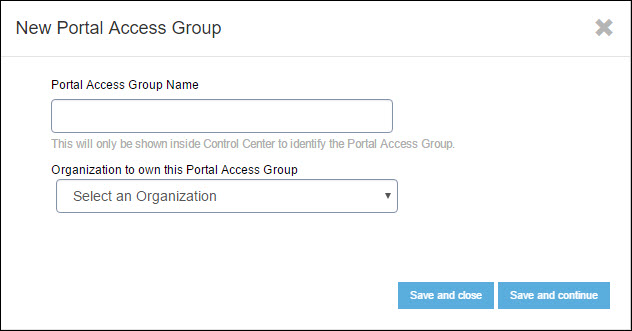 New Portal Access Group
Portal Access Group Name
This will only be shown inside Control Center to identify the Portal Access Group.
Organization to own this Portal Access Group
Select an Organization
Save and close Save and continue